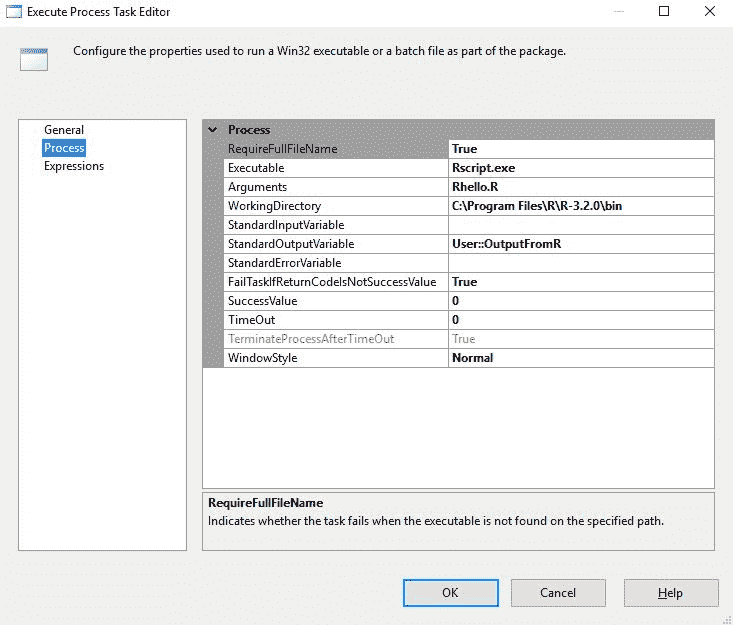 Execute Process Task Editor
Configure the properties used to run a Win32 executable or a batch file as part of the package.
General
Process
Expressions
Process
RequireFullFileName True
Executable Rscript.exe
Arguments Rhello.R
WorkingDirectory C:\Program Files\R\R-3.2.0\bin
StandardInputVariable
StandardOutputVariable User::OutputFromR
StandardErrorVariable
FailTaskIfReturnCodeIsNotSuccessValue True
SuccessValue 0
TimeOut 0
TerminateProcessAfterTimeOut True
WindowStyle Normal
RequireFullFileName
Indicates whether the task fails when the executable is not found on the specified path.
OK Cancel Help